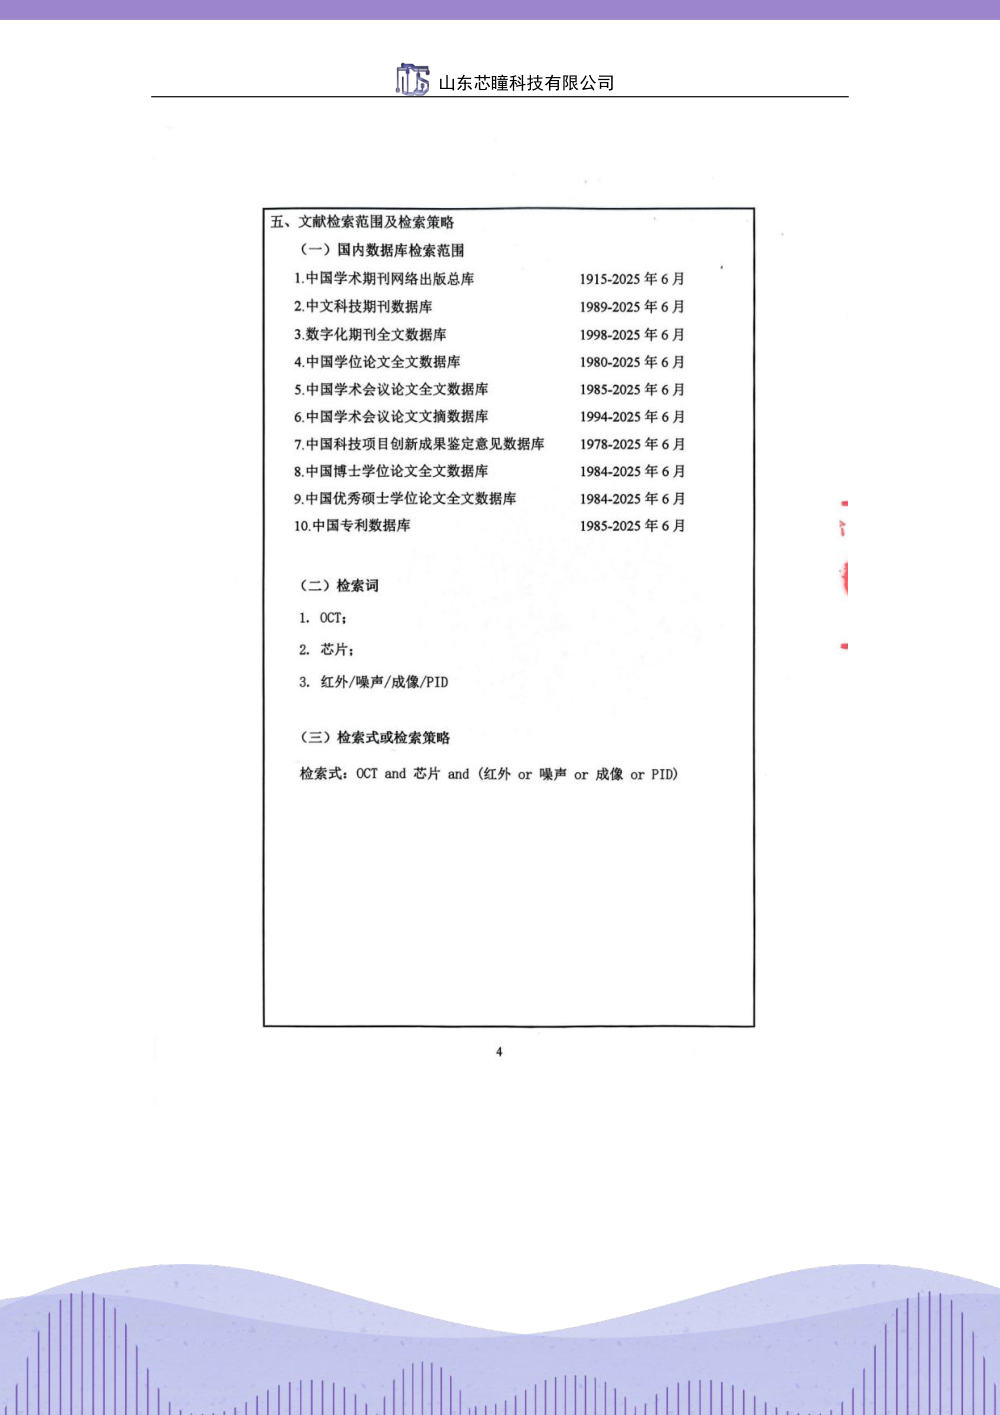 山东芯瞳科技有限公司
五、文献检索范围及检索策略
（一）国内数据库检索范围
1.中国学术期刊网络出版总库 1915-2025 年 6 月
2.中文科技期刊数据库 1989-2025 年 6 月
3.数字化期刊全文数据库 1998-2025 年 6 月
4.中国学位论文全文数据库 1980-2025 年 6 月
5.中国学术会议论文全文数据库 1985-2025 年 6 月
6.中国学术会议论文文摘数据库 1994-2025 年 6 月
7.中国科技项目创新成果鉴定意见数据库 1978-2025 年 6 月
8.中国博士学位论文全文数据库 1984-2025 年 6 月
9.中国优秀硕士学位论文全文数据库 1984-2025 年 6 月
10.中国专利数据库 1985-2025 年 6 月
（二）检索词
1. OCT;
2. 芯片;
3. 红外/噪声/成像/PID
（三）检索式或检索策略
检索式: OCT and 芯片 and (红外 or 噪声 or 成像 or PID)
4